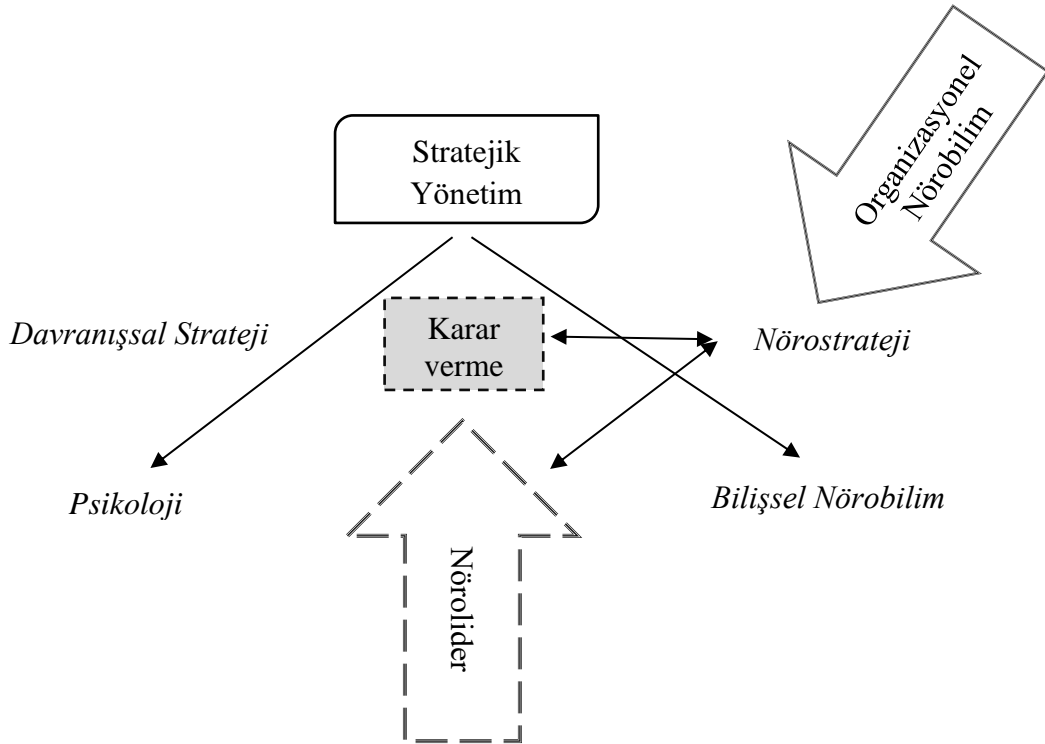 Organizasyonel
Nörobilim
Stratejik
Yönetim
Davranışsal Strateji
Karar
verme
Nörostrateji
Psikoloji
Bilişsel Nörobilim
Nörolider